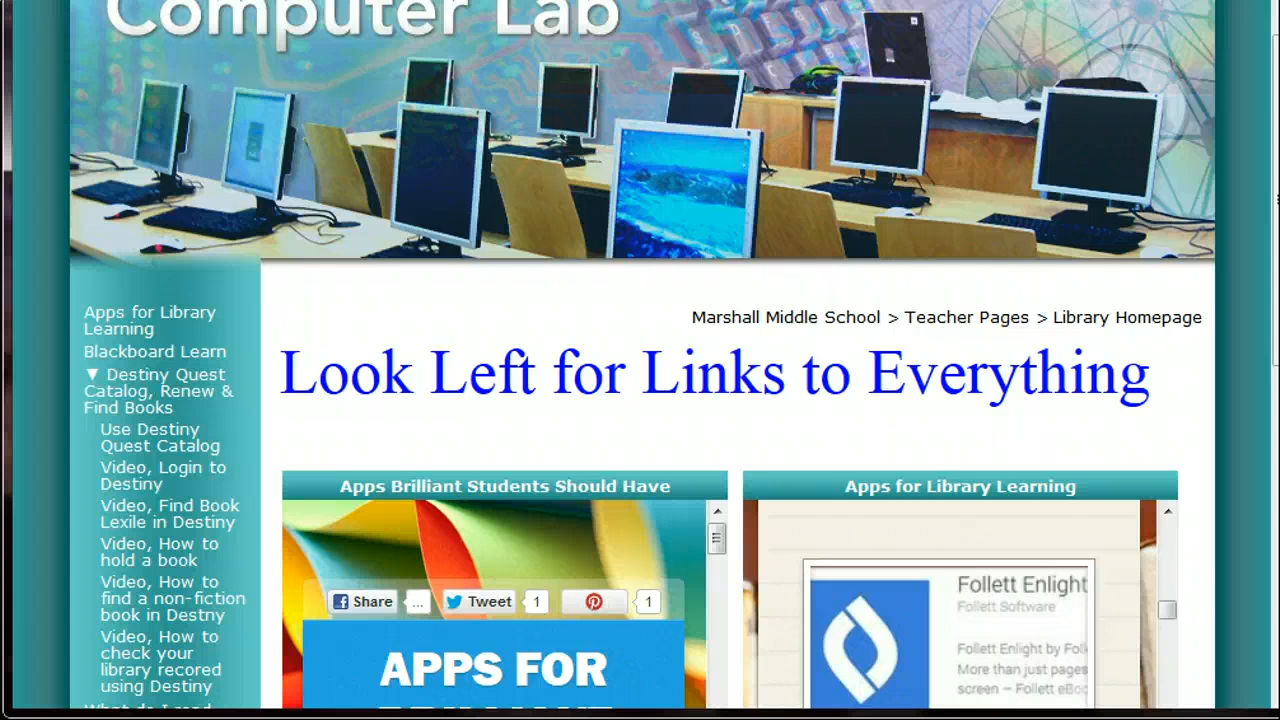 Computer Lab
Apps for Library
Learning
Blackboard Learn
▼ Destiny Quest
Catalog, Renew &
Find Books
Use Destiny
Quest Catalog
Video, Login to
Destiny
Video, Find Book
Lexile in Destiny
Video, How to
hold a book
Video, How to
find a non-fiction
book in Destny
Video, How to
check your
library recored
using Destiny
What do I read
Marshall Middle School > Teacher Pages > Library Homepage
Look Left for Links to Everything
Apps Brilliant Students Should Have
Share
...
Tweet
1
1
APPS FOR
Apps for Library Learning
Follett Enlight
Follett Software
Follett Enlight by Foll
More than just pages
screen – Follett eBoo